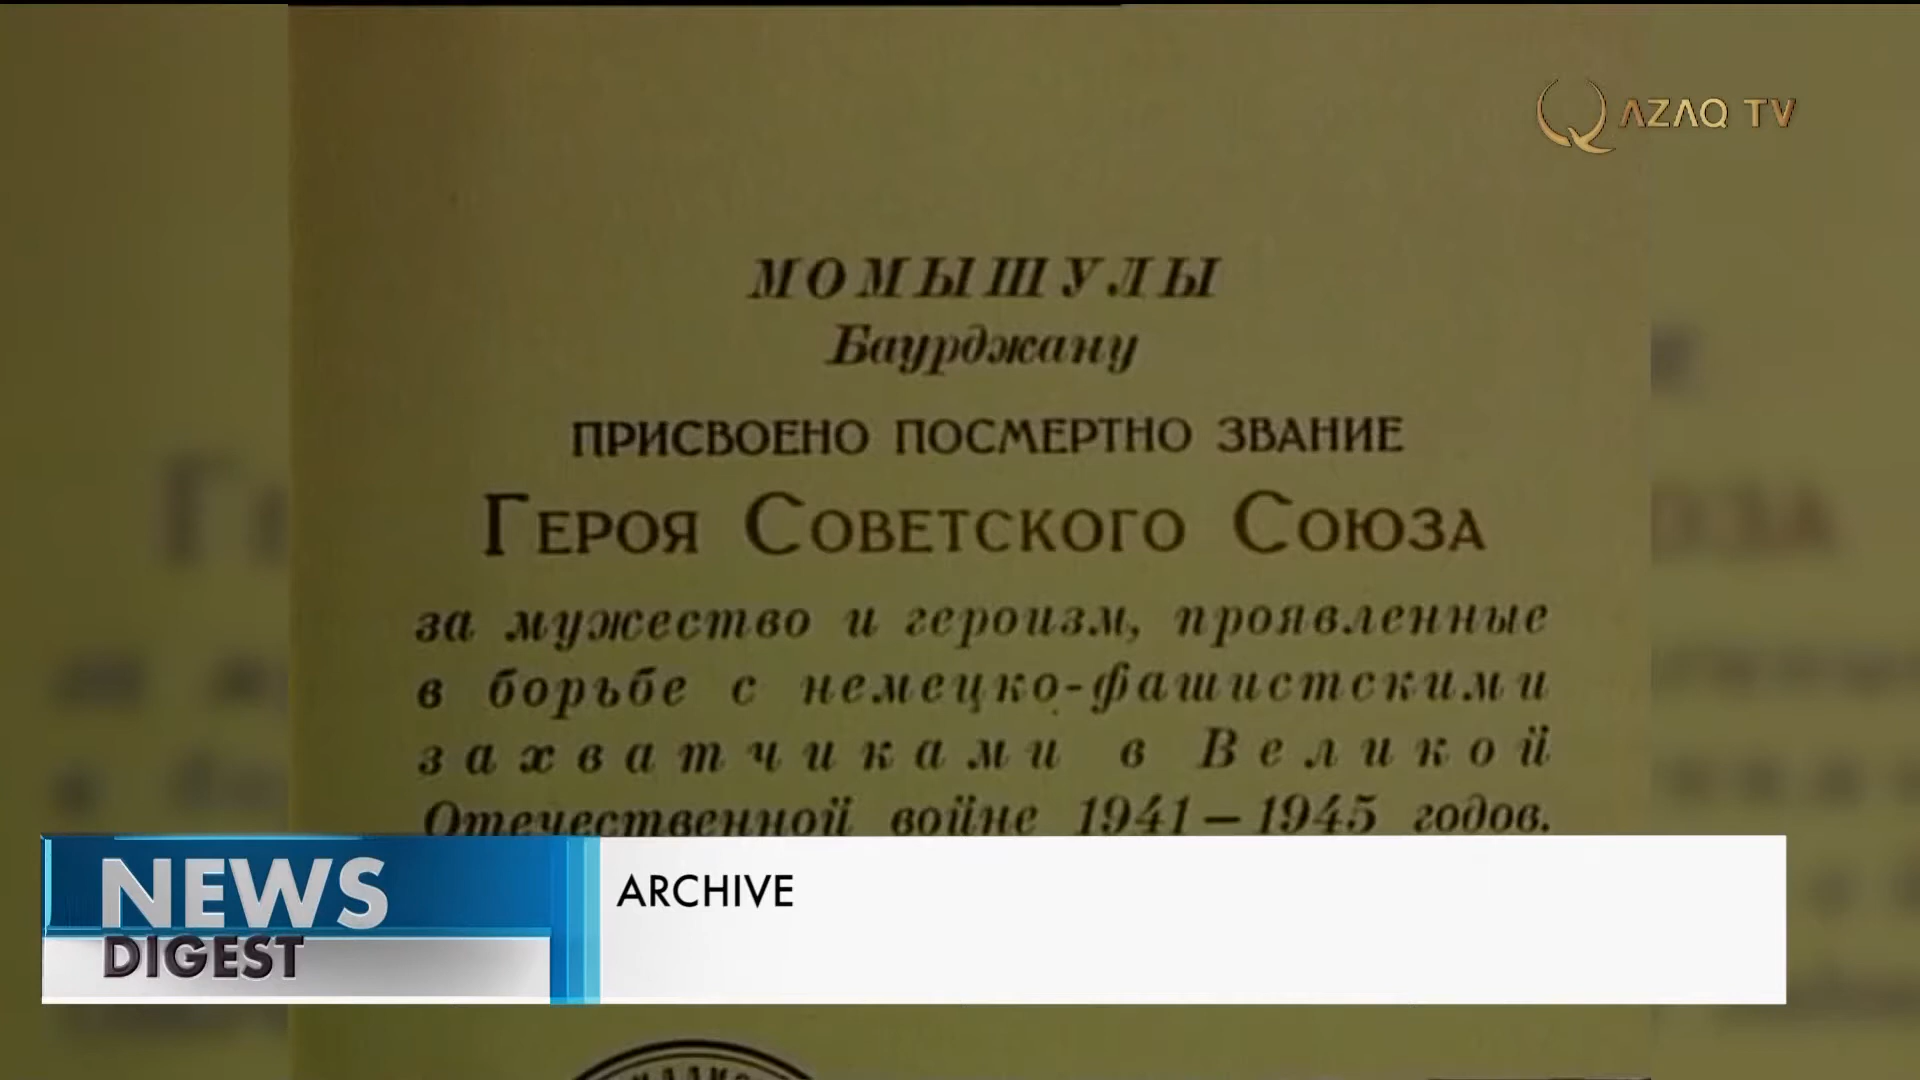 QAZAQ TV
МОМЫШУЛЫ
Баурджану
ПРИСВОЕНО ПОСМЕРТНО ЗВАНИЕ
ГЕРОЯ СОВЕТСКОГО СОЮЗА
за мужество и героизм, проявленные
в борьбе с немецко-фашистскими
захватчиками в Великой
Отечественной войне 1941—1945 годов.
NEWS
DIGEST
ARCHIVE